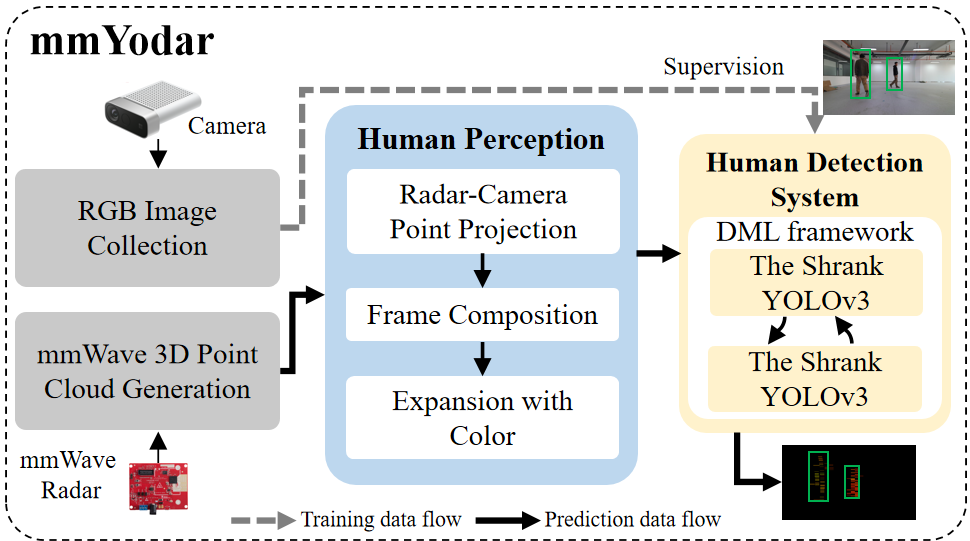 mmYodar
Camera
RGB Image
Collection
mmWave 3D Point
Cloud Generation
mmWave
Radar
Human Perception
Radar-Camera
Point Projection
Frame Composition
Expansion with
Color
Supervision
Human Detection
System
DML framework
The Shrank
YOLOv3
The Shrank
YOLOv3
Training data flow
Prediction data flow